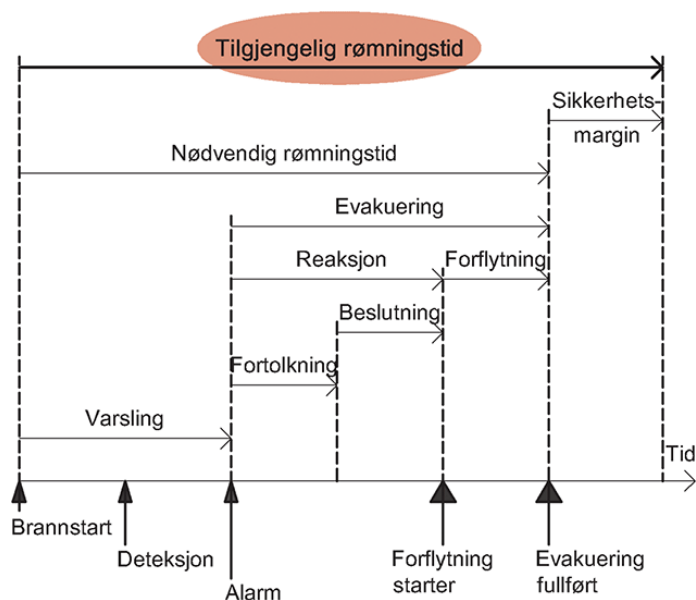 Tilgjengelig rømningstid
Sikkerhets-
margin
Nødvendig rømningstid
Evakuering
Reaksjon
Forflytning
Beslutning
Fortolkning
Varsling
Tid
Brannstart
Deteksjon
Alarm
Forflytning
starter
Evakuering
fullført